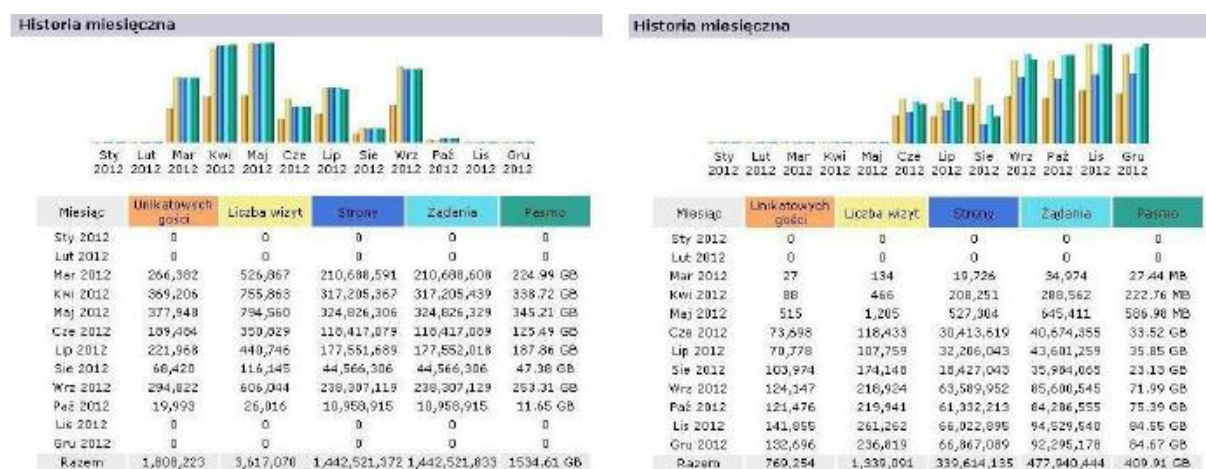 Historia miesięczna
Sty Lut Mar Kwi Maj Cze Lip Sie Wrz Paź Lis Gru
2012 2012 2012 2012 2012 2012 2012 2012 2012 2012 2012 2012
Miesiąc Unikatowych gości Liczba wizyt Strony Żądania Pasmo
Sty 2012 0 0 0 0 0
Lut 2012 0 0 0 0 0
Mar 2012 266,382 526,867 210,688,591 210,688,608 224.99 GB
Kwi 2012 369,206 755,863 317,205,367 317,205,439 338.72 GB
Maj 2012 377,948 794,560 324,826,306 324,826,329 345.21 GB
Cze 2012 189,464 350,829 118,417,079 118,417,089 125.49 GB
Lip 2012 221,968 440,746 177,551,689 177,552,018 187.86 GB
Sie 2012 68,420 116,145 44,566,306 44,566,306 47.38 GB
Wrz 2012 294,822 606,044 238,307,119 238,307,129 253.31 GB
Paź 2012 19,993 26,016 10,958,915 10,958,915 11.65 GB
Lis 2012 0 0 0 0 0
Gru 2012 0 0 0 0 0
Razem 1,808,203 3,617,070 1,442,521,372 1,442,521,833 1534.61 GB
Historia miesięczna
Sty Lut Mar Kwi Maj Cze Lip Sie Wrz Paź Lis Gru
2012 2012 2012 2012 2012 2012 2012 2012 2012 2012 2012 2012
Miesiąc Unikatowych gości Liczba wizyt Strony Żądania Pasmo
Sty 2012 0 0 0 0 0
Lut 2012 0 0 0 0 0
Mar 2012 27 134 19,726 34,974 27.44 MB
Kwi 2012 88 466 208,251 288,562 222.76 MB
Maj 2012 515 1,205 527,304 645,411 586.98 MB
Cze 2012 73,698 118,433 30,413,619 40,674,355 33.52 GB
Lip 2012 70,778 107,759 32,206,043 43,601,259 35.85 GB
Sie 2012 103,974 174,148 18,427,043 35,984,065 23.13 GB
Wrz 2012 124,147 218,924 63,589,952 85,600,545 71.99 GB
Paź 2012 121,476 219,941 61,332,213 84,286,555 75.39 GB
Lis 2012 141,855 261,262 66,022,895 94,529,540 84.55 GB
Gru 2012 132,696 236,819 66,867,089 92,295,178 84.67 GB
Razem 769,254 1,339,091 339,614,135 477,940,444 409.91 GB